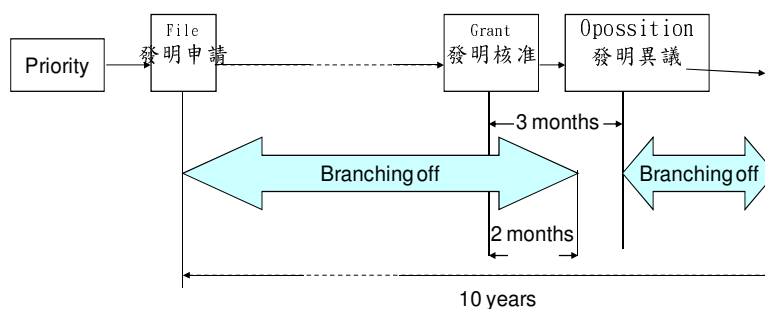 Priority
File
發明申請
Grant
發明核准
Opossition
發明異議
3 months
Branching off
Branching off
2 months
10 years